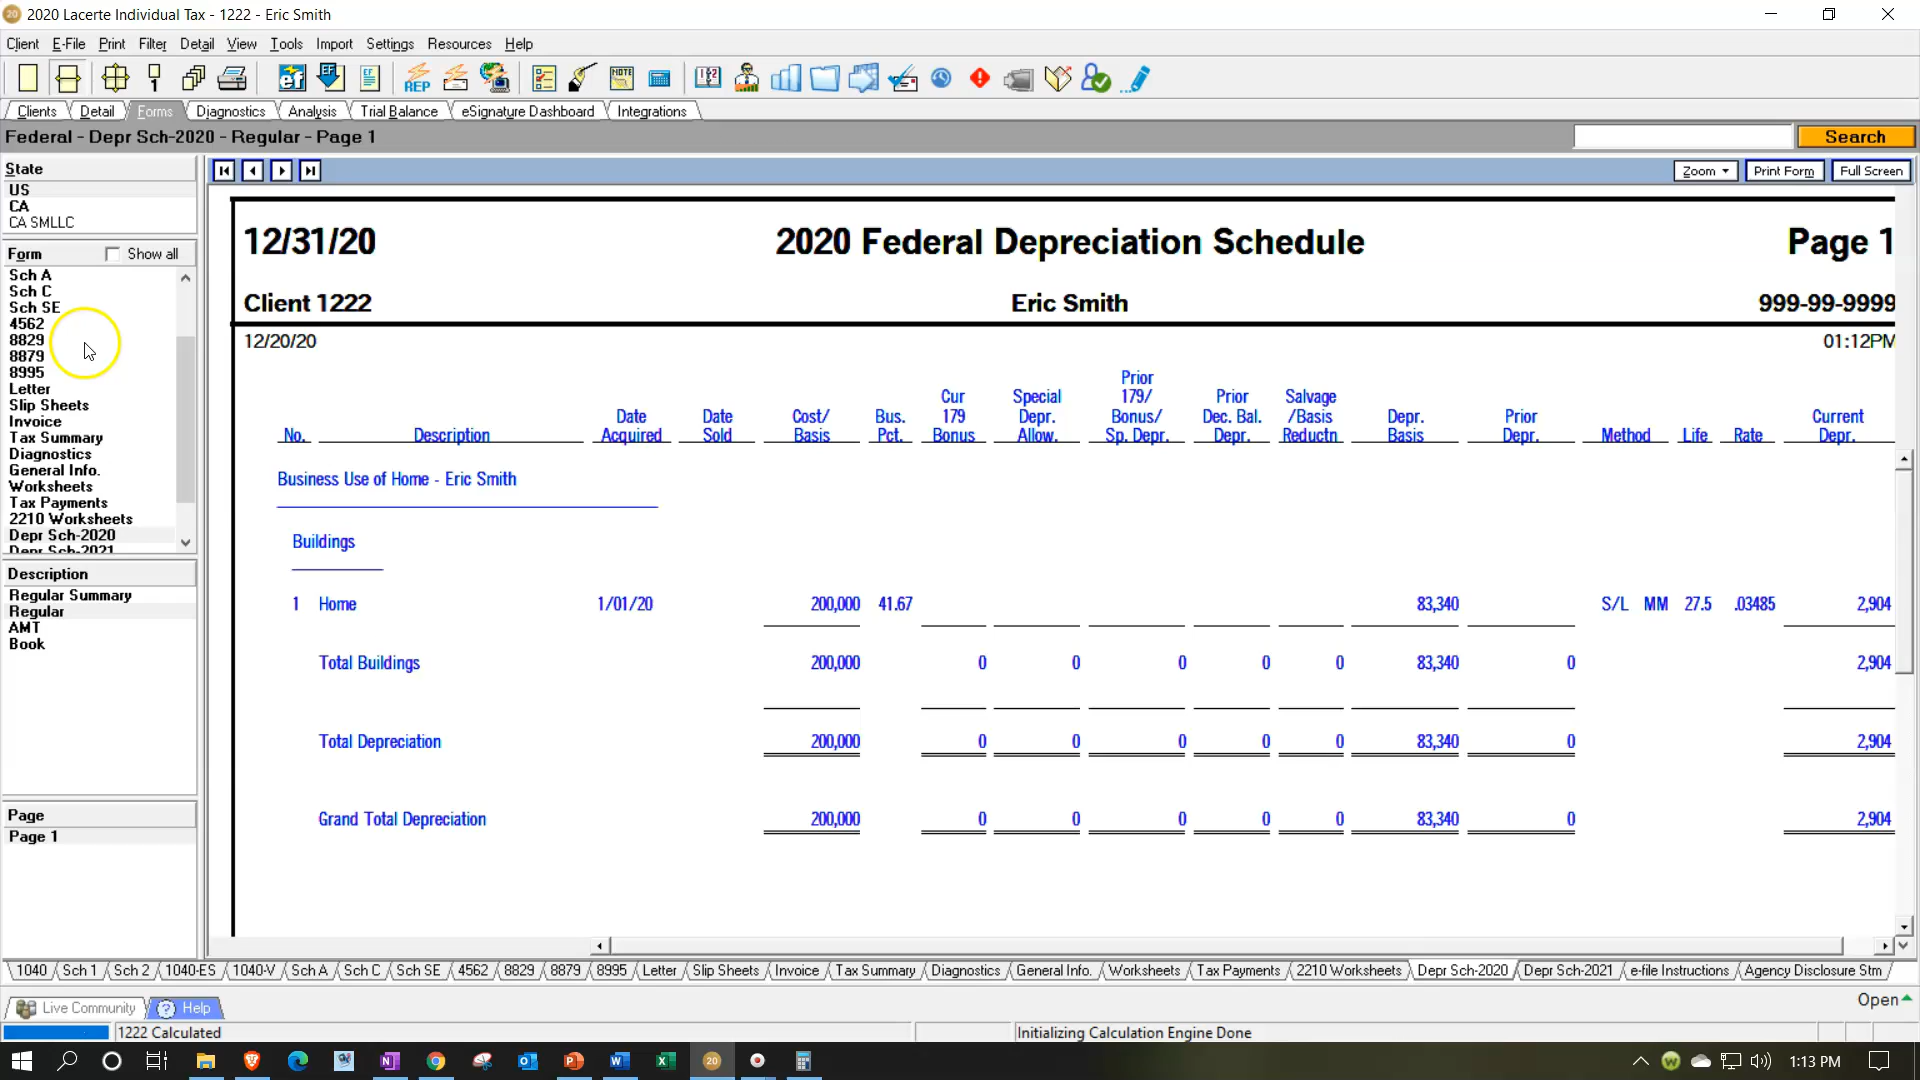 20 2020 Lacerte Individual Tax - 1222 - Eric Smith
Client E-File Print Filter Detail View Tools Import Settings Resources Help
EF REP NOTE
Clients Detail Forms Diagnostics Analysis Trial Balance eSignature Dashboard Integrations
Federal - Depr Sch-2020 - Regular - Page 1 Search
State
US
CA
CA SMLLC
Form Show all
Sch A
Sch C
Sch SE
4562
8829
8879
8995
Letter
Slip Sheets
Invoice
Tax Summary
Diagnostics
General Info.
Worksheets
Tax Payments
2210 Worksheets
Depr Sch-2020
Depr Sch-2021
Description
Regular Summary
Regular
AMT
Book
Page
Page 1
Zoom Print Form Full Screen
12/31/20 2020 Federal Depreciation Schedule Page 1
Client 1222 Eric Smith 999-99-9999
12/20/20 01:12PM
Prior
Cur Special 179/ Prior Salvage
Date Date Cost/ Bus. 179 Depr. Bonus/ Dec. Bal. /Basis Depr. Prior Current
No. Description Acquired Sold Basis Pct. Bonus Allow. Sp. Depr. Depr. Reductn Basis Depr. Method Life Rate Depr.
Business Use of Home - Eric Smith
Buildings
1 Home 1/01/20 200,000 41.67 83,340 S/L MM 27.5 .03485 2,904
Total Buildings 200,000 0 0 0 0 0 83,340 0 2,904
Total Depreciation 200,000 0 0 0 0 0 83,340 0 2,904
Grand Total Depreciation 200,000 0 0 0 0 0 83,340 0 2,904
1040 Sch 1 Sch 2 1040-ES 1040-V Sch A Sch C Sch SE 4562 8829 8879 8995 Letter Slip Sheets Invoice Tax Summary Diagnostics General Info. Worksheets Tax Payments 2210 Worksheets Depr Sch-2020 Depr Sch-2021 e-file Instructions Agency Disclosure Stm
Live Community Help Open
1222 Calculated Initializing Calculation Engine Done
1:13 PM